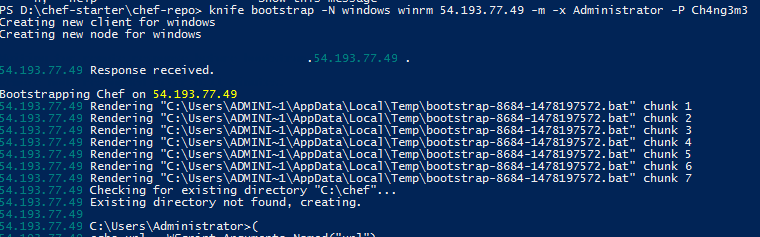 PS D:\chef-starter\chef-repo> knife bootstrap -N windows winrm 54.193.77.49 -m -x Administrator -P Ch4ng3m3
Creating new client for windows
Creating new node for windows
.54.193.77.49 .
54.193.77.49 Response received.
Bootstrapping Chef on 54.193.77.49
54.193.77.49 Rendering "C:\Users\ADMINI~1\AppData\Local\Temp\bootstrap-8684-1478197572.bat" chunk 1
54.193.77.49 Rendering "C:\Users\ADMINI~1\AppData\Local\Temp\bootstrap-8684-1478197572.bat" chunk 2
54.193.77.49 Rendering "C:\Users\ADMINI~1\AppData\Local\Temp\bootstrap-8684-1478197572.bat" chunk 3
54.193.77.49 Rendering "C:\Users\ADMINI~1\AppData\Local\Temp\bootstrap-8684-1478197572.bat" chunk 4
54.193.77.49 Rendering "C:\Users\ADMINI~1\AppData\Local\Temp\bootstrap-8684-1478197572.bat" chunk 5
54.193.77.49 Rendering "C:\Users\ADMINI~1\AppData\Local\Temp\bootstrap-8684-1478197572.bat" chunk 6
54.193.77.49 Rendering "C:\Users\ADMINI~1\AppData\Local\Temp\bootstrap-8684-1478197572.bat" chunk 7
54.193.77.49 Checking for existing directory "C:\chef"...
54.193.77.49 Existing directory not found, creating.
54.193.77.49
54.193.77.49 C:\Users\Administrator>(